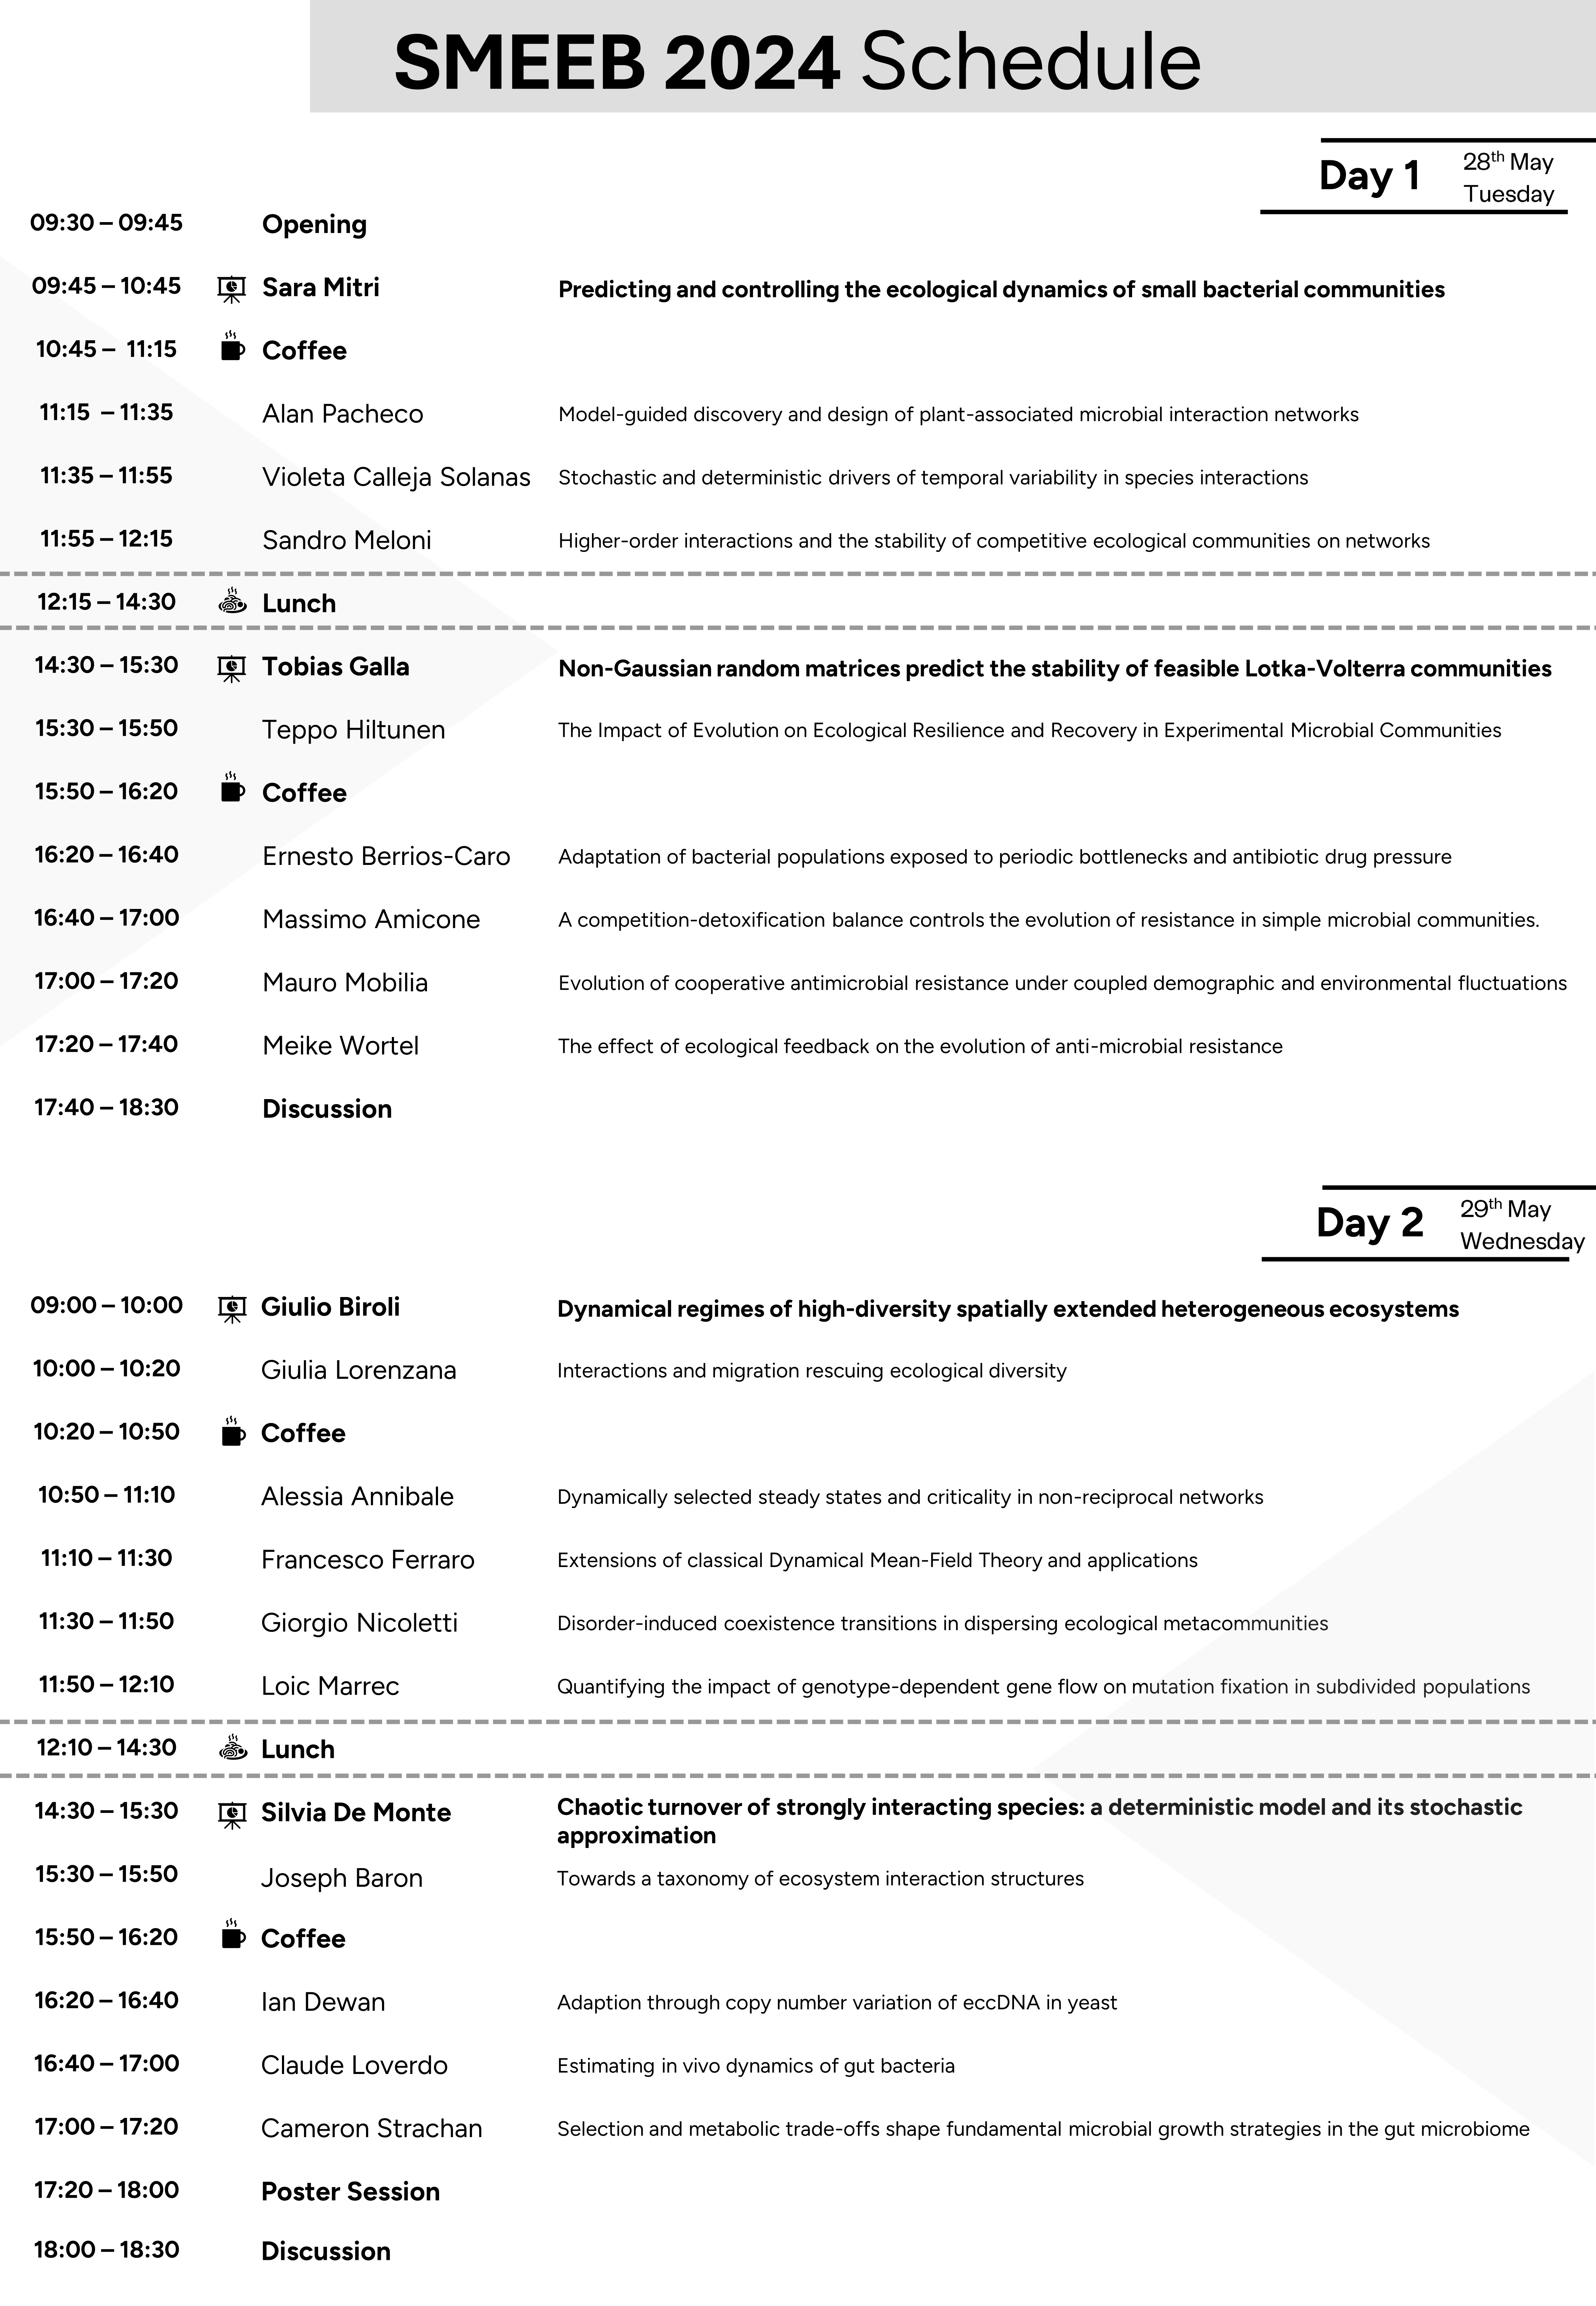 SMEEB 2024 Schedule
Day 1 28th May
Tuesday
09:30 – 09:45 Opening
09:45 – 10:45 Sara Mitri Predicting and controlling the ecological dynamics of small bacterial communities
10:45 – 11:15 Coffee
11:15 – 11:35 Alan Pacheco Model-guided discovery and design of plant-associated microbial interaction networks
11:35 – 11:55 Violeta Calleja Solanas Stochastic and deterministic drivers of temporal variability in species interactions
11:55 – 12:15 Sandro Meloni Higher-order interactions and the stability of competitive ecological communities on networks
12:15 – 14:30 Lunch
14:30 – 15:30 Tobias Galla Non-Gaussian random matrices predict the stability of feasible Lotka-Volterra communities
15:30 – 15:50 Teppo Hiltunen The Impact of Evolution on Ecological Resilience and Recovery in Experimental Microbial Communities
15:50 – 16:20 Coffee
16:20 – 16:40 Ernesto Berrios-Caro Adaptation of bacterial populations exposed to periodic bottlenecks and antibiotic drug pressure
16:40 – 17:00 Massimo Amicone A competition-detoxification balance controls the evolution of resistance in simple microbial communities.
17:00 – 17:20 Mauro Mobilia Evolution of cooperative antimicrobial resistance under coupled demographic and environmental fluctuations
17:20 – 17:40 Meike Wortel The effect of ecological feedback on the evolution of anti-microbial resistance
17:40 – 18:30 Discussion
Day 2 29th May
Wednesday
09:00 – 10:00 Giulio Biroli Dynamical regimes of high-diversity spatially extended heterogeneous ecosystems
10:00 – 10:20 Giulia Lorenzana Interactions and migration rescuing ecological diversity
10:20 – 10:50 Coffee
10:50 – 11:10 Alessia Annibale Dynamically selected steady states and criticality in non-reciprocal networks
11:10 – 11:30 Francesco Ferraro Extensions of classical Dynamical Mean-Field Theory and applications
11:30 – 11:50 Giorgio Nicoletti Disorder-induced coexistence transitions in dispersing ecological metacommunities
11:50 – 12:10 Loic Marrec Quantifying the impact of genotype-dependent gene flow on mutation fixation in subdivided populations
12:10 – 14:30 Lunch
14:30 – 15:30 Silvia De Monte Chaotic turnover of strongly interacting species: a deterministic model and its stochastic
approximation
15:30 – 15:50 Joseph Baron Towards a taxonomy of ecosystem interaction structures
15:50 – 16:20 Coffee
16:20 – 16:40 Ian Dewan Adaption through copy number variation of eccDNA in yeast
16:40 – 17:00 Claude Loverdo Estimating in vivo dynamics of gut bacteria
17:00 – 17:20 Cameron Strachan Selection and metabolic trade-offs shape fundamental microbial growth strategies in the gut microbiome
17:20 – 18:00 Poster Session
18:00 – 18:30 Discussion